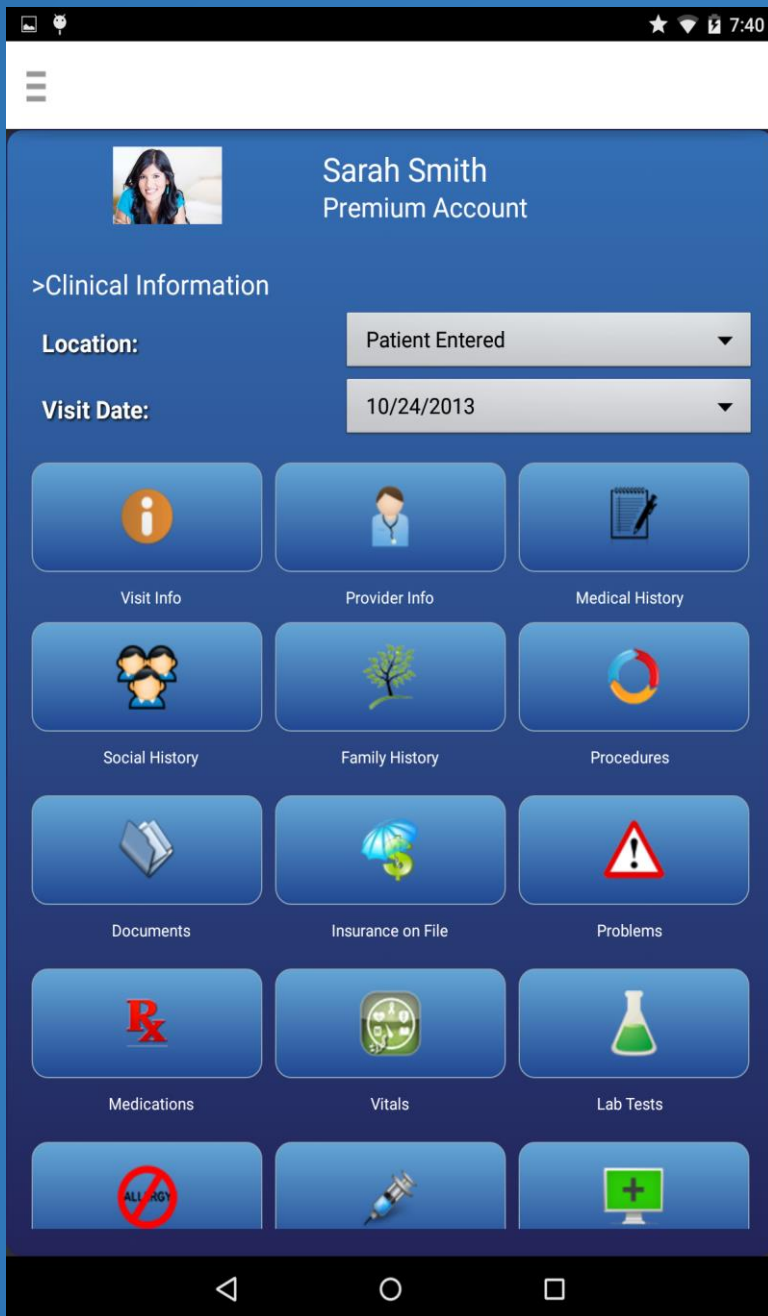 7:40
Sarah Smith
Premium Account
>Clinical Information
Location: Patient Entered
Visit Date: 10/24/2013
Visit Info Provider Info Medical History
Social History Family History Procedures
Documents Insurance on File Problems
Rx
Medications Vitals Lab Tests
ALLERGY